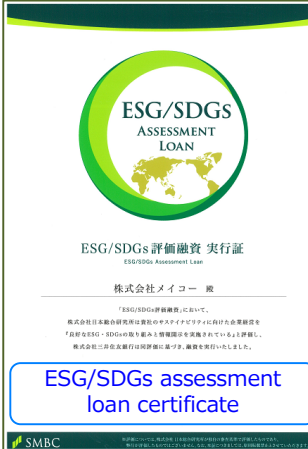 ESG/SDGs
ASSESSMENT
LOAN
ESG/SDGs評価融資 実行証
ESG/SDGs Assessment Loan
株式会社メイコー 殿
「ESG/SDGs評価融資」において、
株式会社日本総合研究所は貴社のサステイナビリティに向けた企業経営を
『良好なESG・SDGsの取り組みと情報開示を実施されている』と評価し、
株式会社三井住友銀行は同評価に基づき、融資を実行いたしました。
ESG/SDGs assessment
loan certificate
SMBC